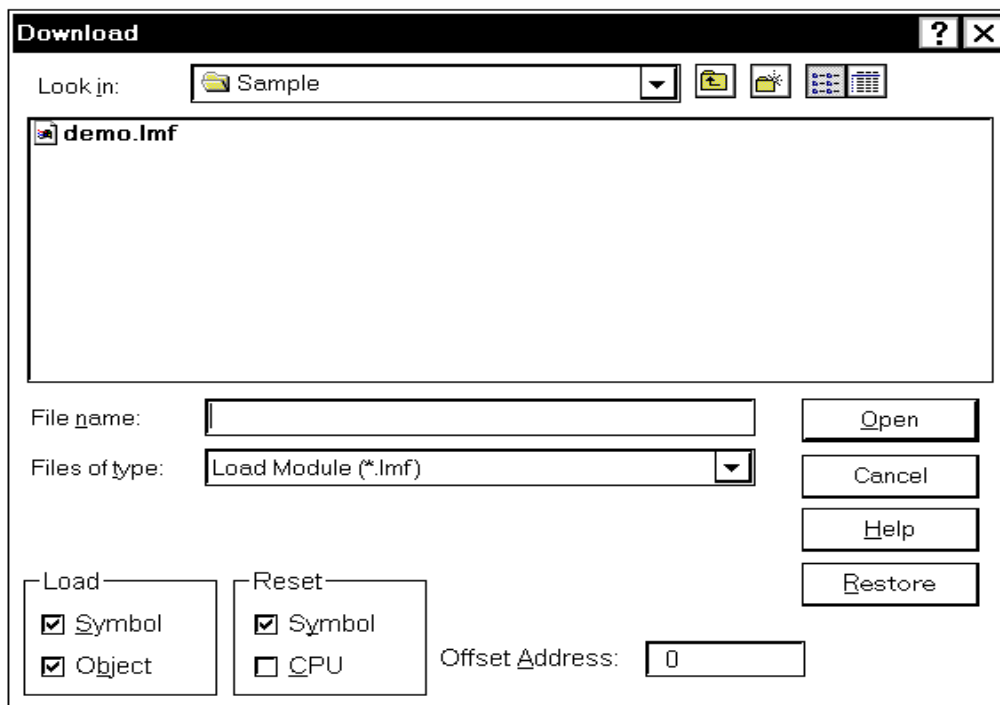 Download
Look in: Sample
demo.lmf
File name:
Open
Files of type: Load Module (*.lmf)
Cancel
Help
Restore
Load
Symbol
Object
Reset
Symbol
CPU
Offset Address: 0